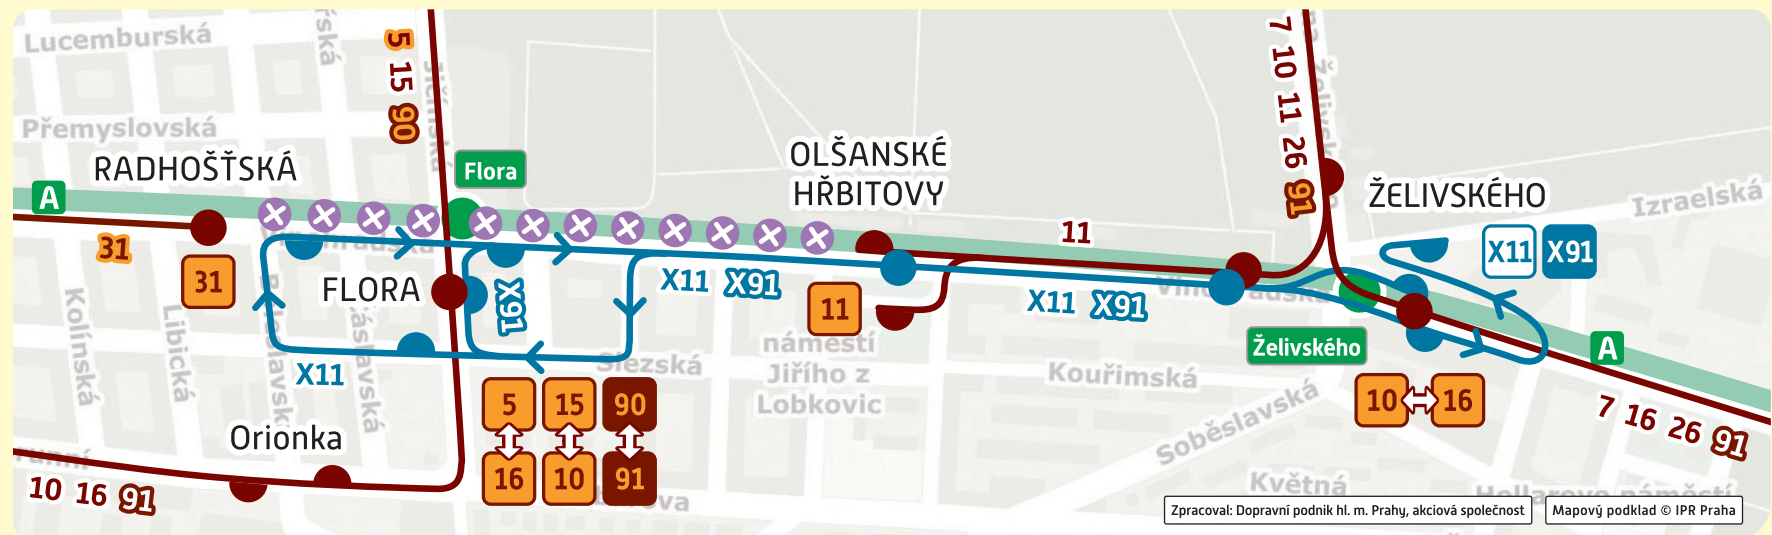 Lucemburská
Přemyslovská
RADHOŠŤSKÁ
A
31
31
5 15 90
Flora
FLORA
X91
X11
Orionka
10 16 91
5 15 90
16 10 91
Kolínská
Libická
Slezská
OLŠANSKÉ
HŘBITOVY
X11 X91
11
11
náměstí
Jiřího z
Lobkovic
X11 X91
Kouřimská
Soběslavská
Květná
7 10 11 26 91
ŽELIVSKÉHO
Izraelská
X11 X91
Želivského
A
10 16
7 16 26 91
Hollarovo náměstí
Zpracoval: Dopravní podnik hl. m. Prahy, akciová společnost
Mapový podklad © IPR Praha